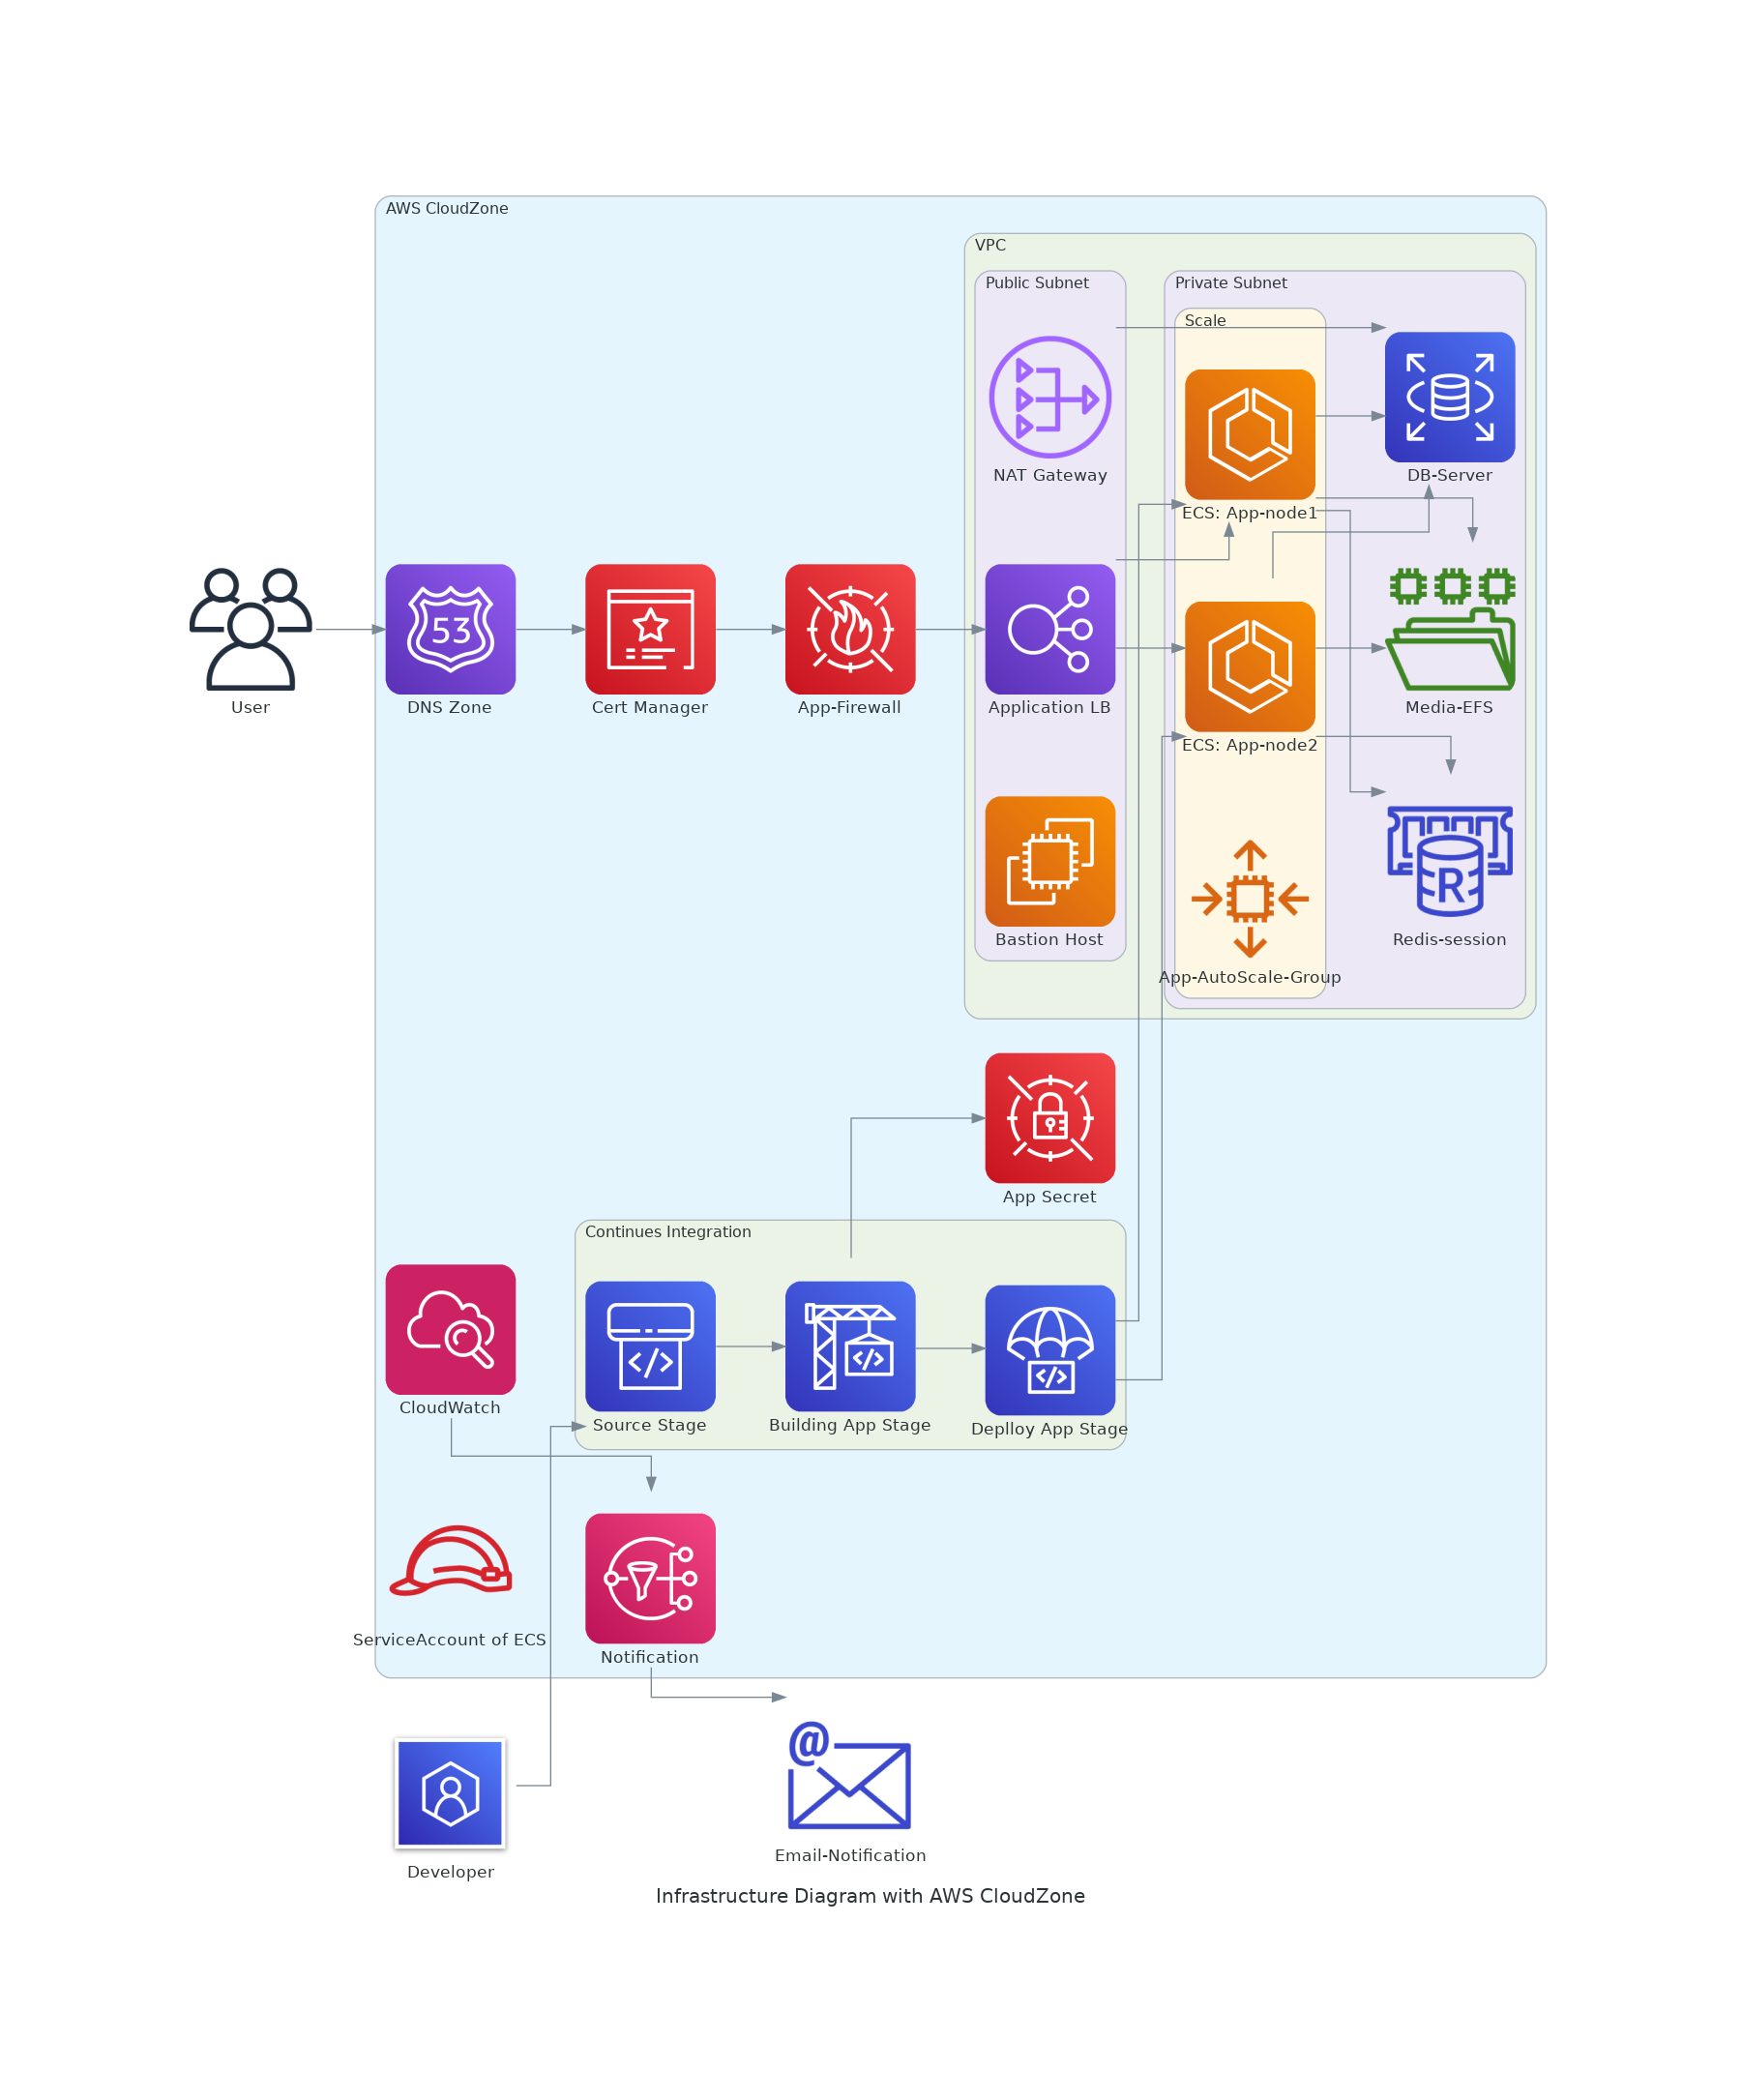 AWS CloudZone
VPC
Public Subnet
Private Subnet
Scale
NAT Gateway
DB-Server
ECS: App-node1
53
User
DNS Zone
Cert Manager
App-Firewall
Application LB
Media-EFS
ECS: App-node2
R
Bastion Host
Redis-session
App-AutoScale-Group
App Secret
Continues Integration
</>
</>
</>
CloudWatch
Source Stage
Building App Stage
Deplloy App Stage
ServiceAccount of ECS
Notification
@
Email-Notification
Developer
Infrastructure Diagram with AWS CloudZone